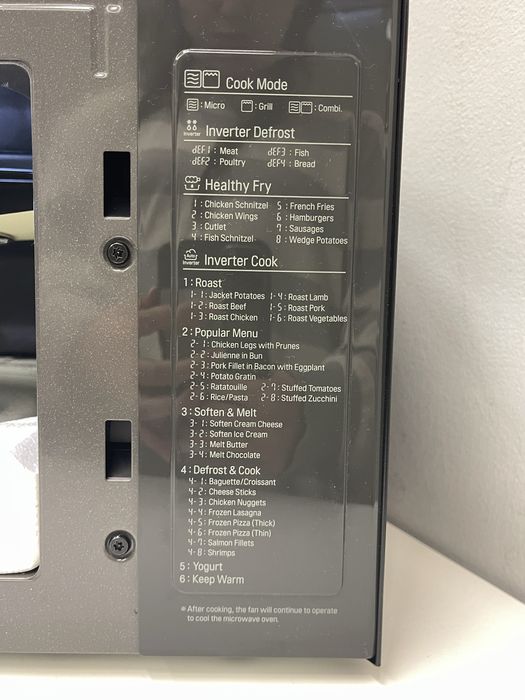 Cook Mode
: Micro : Grill : Combi.
Inverter Inverter Defrost
dEF1 : Meat dEF3 : Fish
dEF2 : Poultry dEF4 : Bread
Healthy Fry
1 : Chicken Schnitzel 5 : French Fries
2 : Chicken Wings 6 : Hamburgers
3 : Cutlet 7 : Sausages
4 : Fish Schnitzel 8 : Wedge Potatoes
Auto Inverter Inverter Cook
1 : Roast
1-1 : Jacket Potatoes 1-4 : Roast Lamb
1-2 : Roast Beef 1-5 : Roast Pork
1-3 : Roast Chicken 1-6 : Roast Vegetables
2 : Popular Menu
2-1 : Chicken Legs with Prunes
2-2 : Julienne in Bun
2-3 : Pork Fillet in Bacon with Eggplant
2-4 : Potato Gratin
2-5 : Ratatouille 2-7 : Stuffed Tomatoes
2-6 : Rice/Pasta 2-8 : Stuffed Zucchini
3 : Soften & Melt
3-1 : Soften Cream Cheese
3-2 : Soften Ice Cream
3-3 : Melt Butter
3-4 : Melt Chocolate
4 : Defrost & Cook
4-1 : Baguette/Croissant
4-2 : Cheese Sticks
4-3 : Chicken Nuggets
4-4 : Frozen Lasagna
4-5 : Frozen Pizza (Thick)
4-6 : Frozen Pizza (Thin)
4-7 : Salmon Fillets
4-8 : Shrimps
5 : Yogurt
6 : Keep Warm
※ After cooking, the fan will continue to operate
to cool the microwave oven.